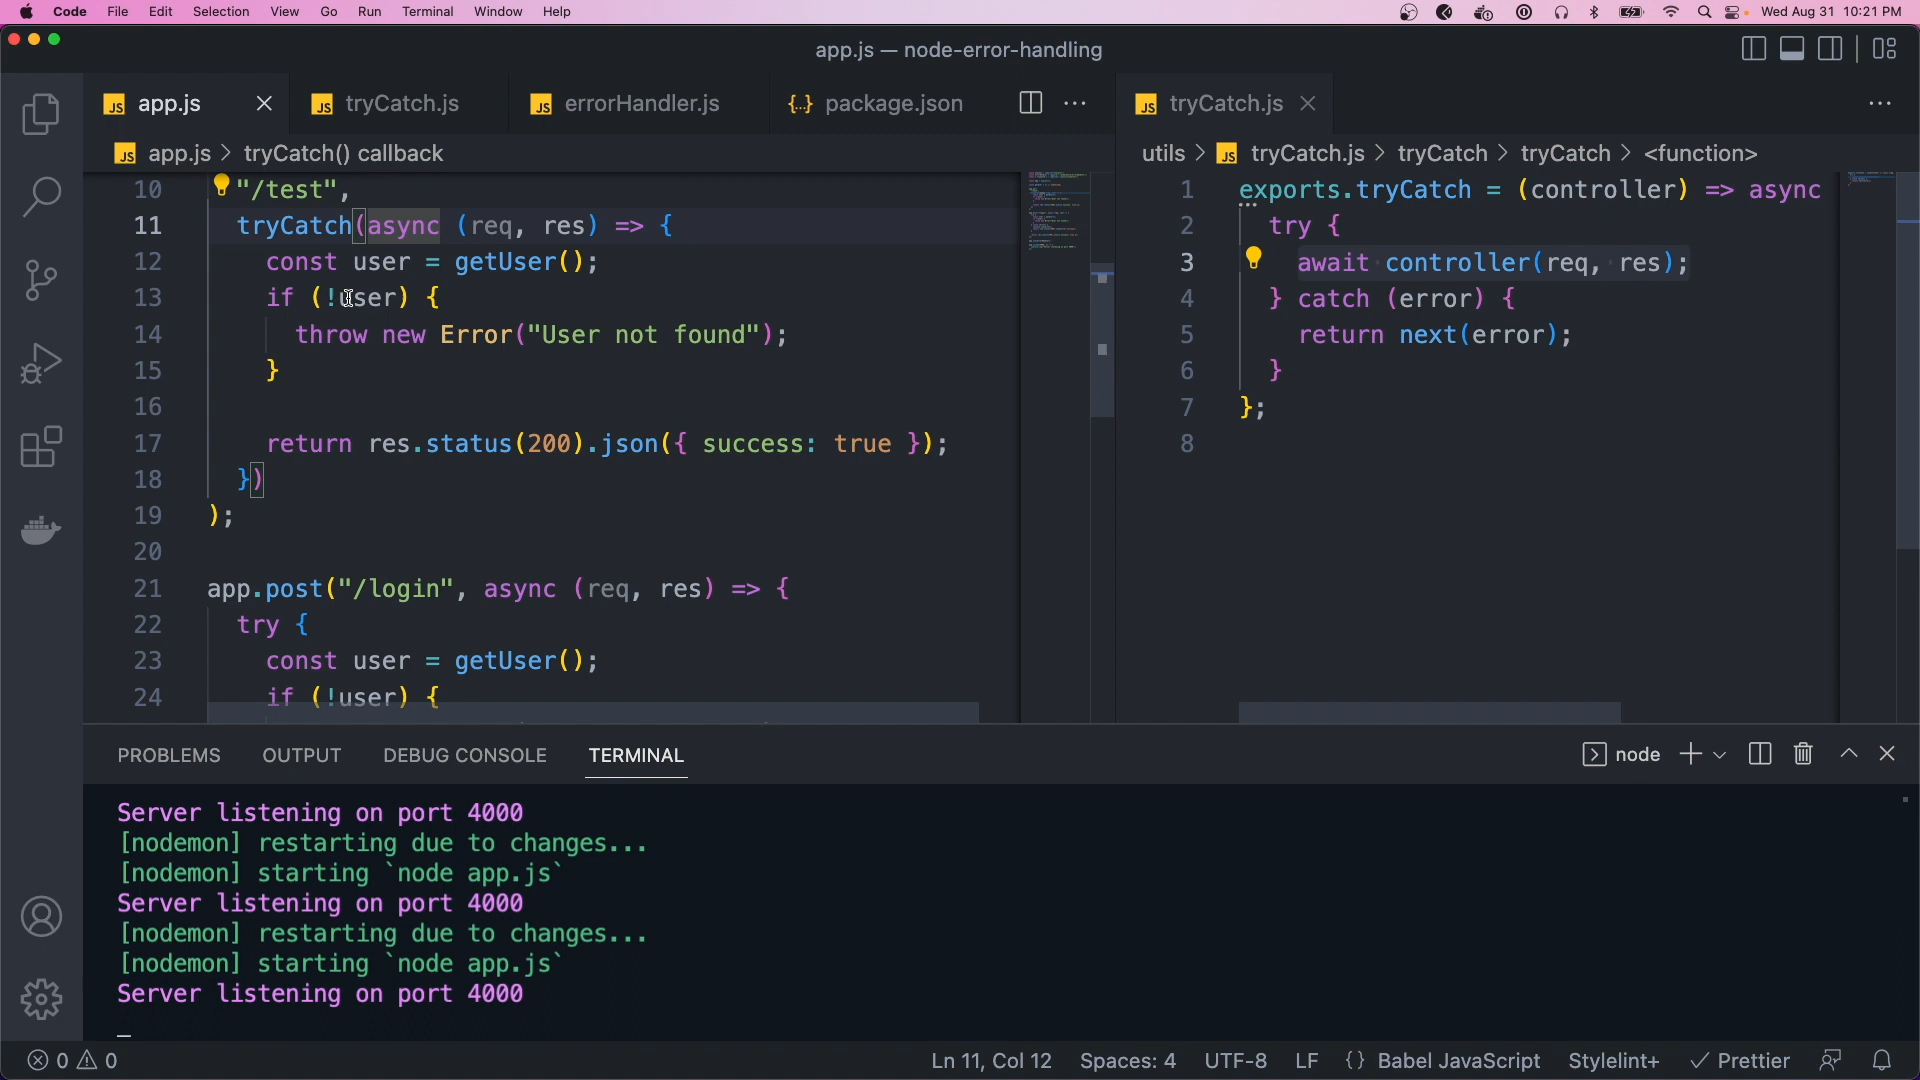 Code File Edit Selection View Go Run Terminal Window Help Wed Aug 31 10:21 PM
app.js — node-error-handling
JS app.js JS tryCatch.js JS errorHandler.js {..} package.json JS tryCatch.js
JS app.js > tryCatch() callback
utils > JS tryCatch.js > tryCatch > tryCatch > <function>
10 "/test",
11 tryCatch(async (req, res) => {
12 const user = getUser();
13 if (!user) {
14 throw new Error("User not found");
15 }
16
17 return res.status(200).json({ success: true });
18 })
19 );
20
21 app.post("/login", async (req, res) => {
22 try {
23 const user = getUser();
24 if (!user) {
1 exports.tryCatch = (controller) => async
2 try {
3 await controller(req, res);
4 } catch (error) {
5 return next(error);
6 }
7 };
8
PROBLEMS OUTPUT DEBUG CONSOLE TERMINAL node
Server listening on port 4000
[nodemon] restarting due to changes...
[nodemon] starting `node app.js`
Server listening on port 4000
[nodemon] restarting due to changes...
[nodemon] starting `node app.js`
Server listening on port 4000
0 0 Ln 11, Col 12 Spaces: 4 UTF-8 LF {} Babel JavaScript Stylelint+ ✓ Prettier